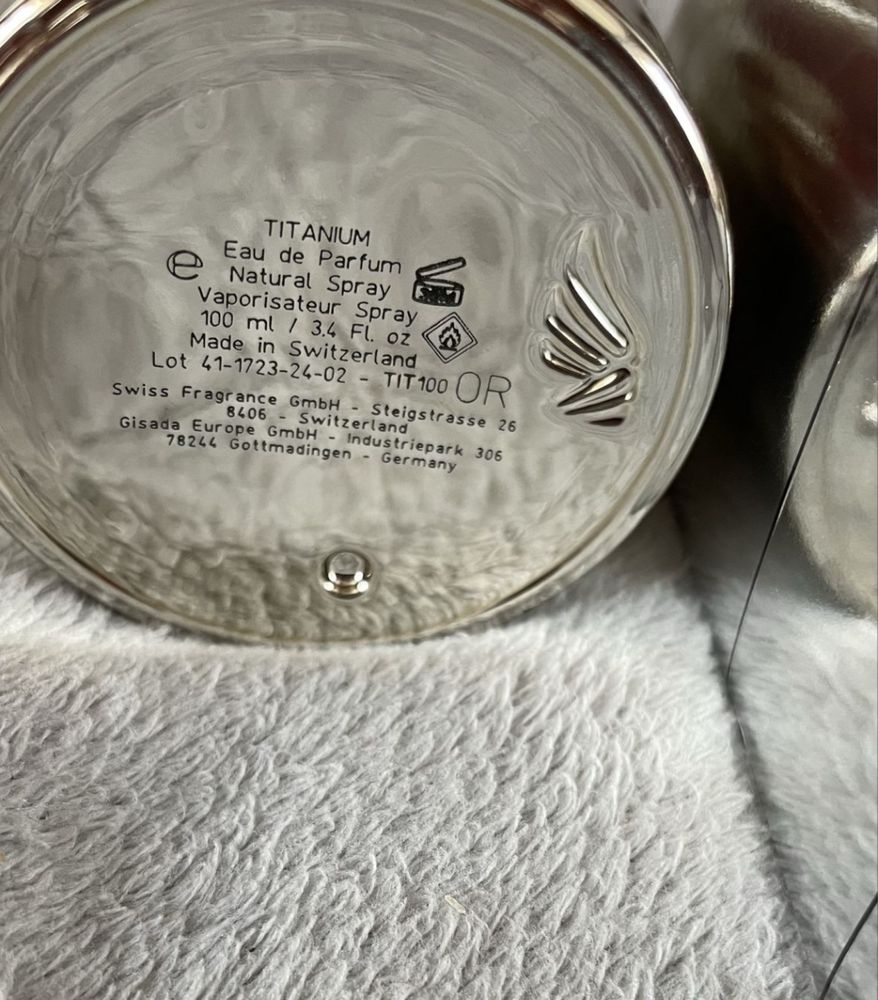 TITANIUM
Eau de Parfum
e
Natural Spray
Vaporisateur Spray
100 ml / 3.4 Fl. oz
Made in Switzerland
Lot 41-1723-24-02 - TIT100 OR
Swiss Fragrance GmbH - Steigstrasse 26
8406 - Switzerland
Gisada Europe GmbH - Industriepark 306
78244 Gottmadingen - Germany